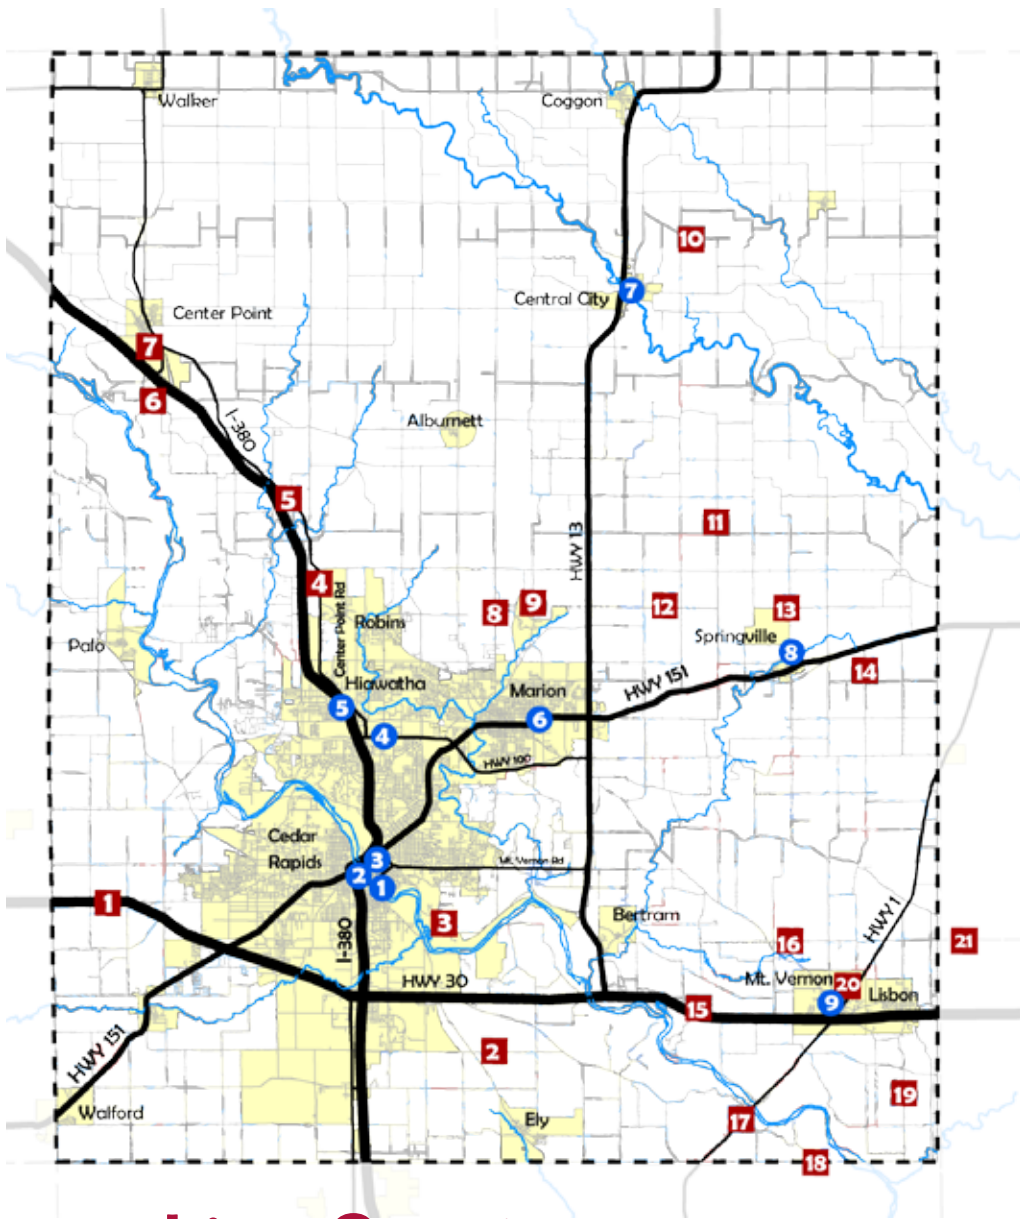 Walker
Coggon
10
Central City
7
Center Point
7
6
I-380
Alburnett
5
11
HWY 13
4
Center Point Rd
Robins
8
9
12
13
Palo
Springville
8
14
Hiawatha
Marion
HWY 151
5
6
4
HWY 100
Cedar
Rapids
3
2
1
Mt. Vernon Rd
1
3
Bertram
HWY 1
16
21
I-380
HWY 30
Mt. Vernon
20
9
Lisbon
15
HWY 151
2
19
Walford
Ely
17
18